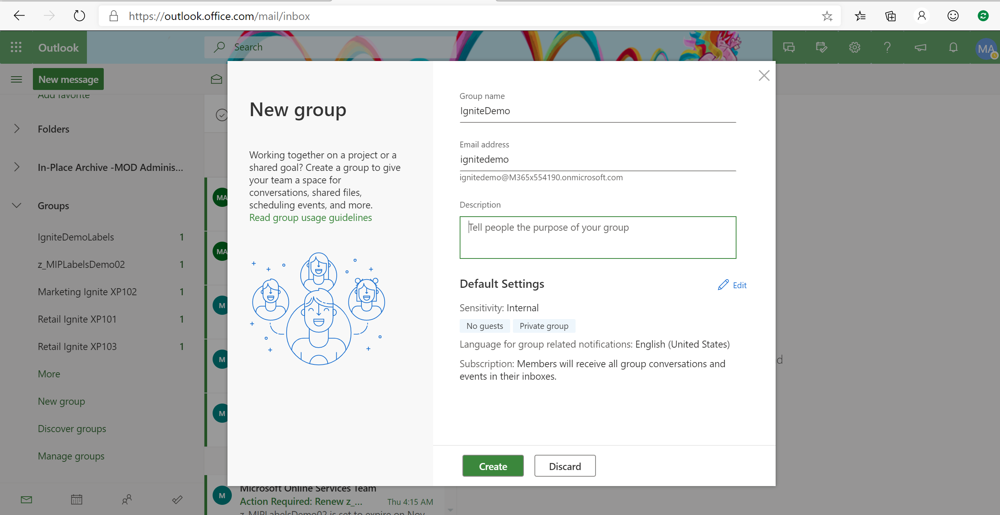 https://outlook.office.com/mail/inbox
Outlook
Search
MA
New message
Add favorite
Folders
In-Place Archive -MOD Adminis...
Groups
IgniteDemoLabels 1
z_MIPLabelsDemo02 1
Marketing Ignite XP102 1
Retail Ignite XP101 1
Retail Ignite XP103 1
More
New group
Discover groups
Manage groups
MA
MA
M
M
M
M
Microsoft Online Services Team
Action Required: Renew z_... Thu 4:15 AM
z_MIPLabelsDemo02 is set to expire on Nov
New group
Working together on a project or a
shared goal? Create a group to give
your team a space for
conversations, shared files,
scheduling events, and more.
Read group usage guidelines
Group name
IgniteDemo
Email address
ignitedemo
ignitedemo@M365x554190.onmicrosoft.com
Description
Tell people the purpose of your group
Default Settings
Edit
Sensitivity: Internal
No guests Private group
Language for group related notifications: English (United States)
Subscription: Members will receive all group conversations and
events in their inboxes.
Create Discard
d